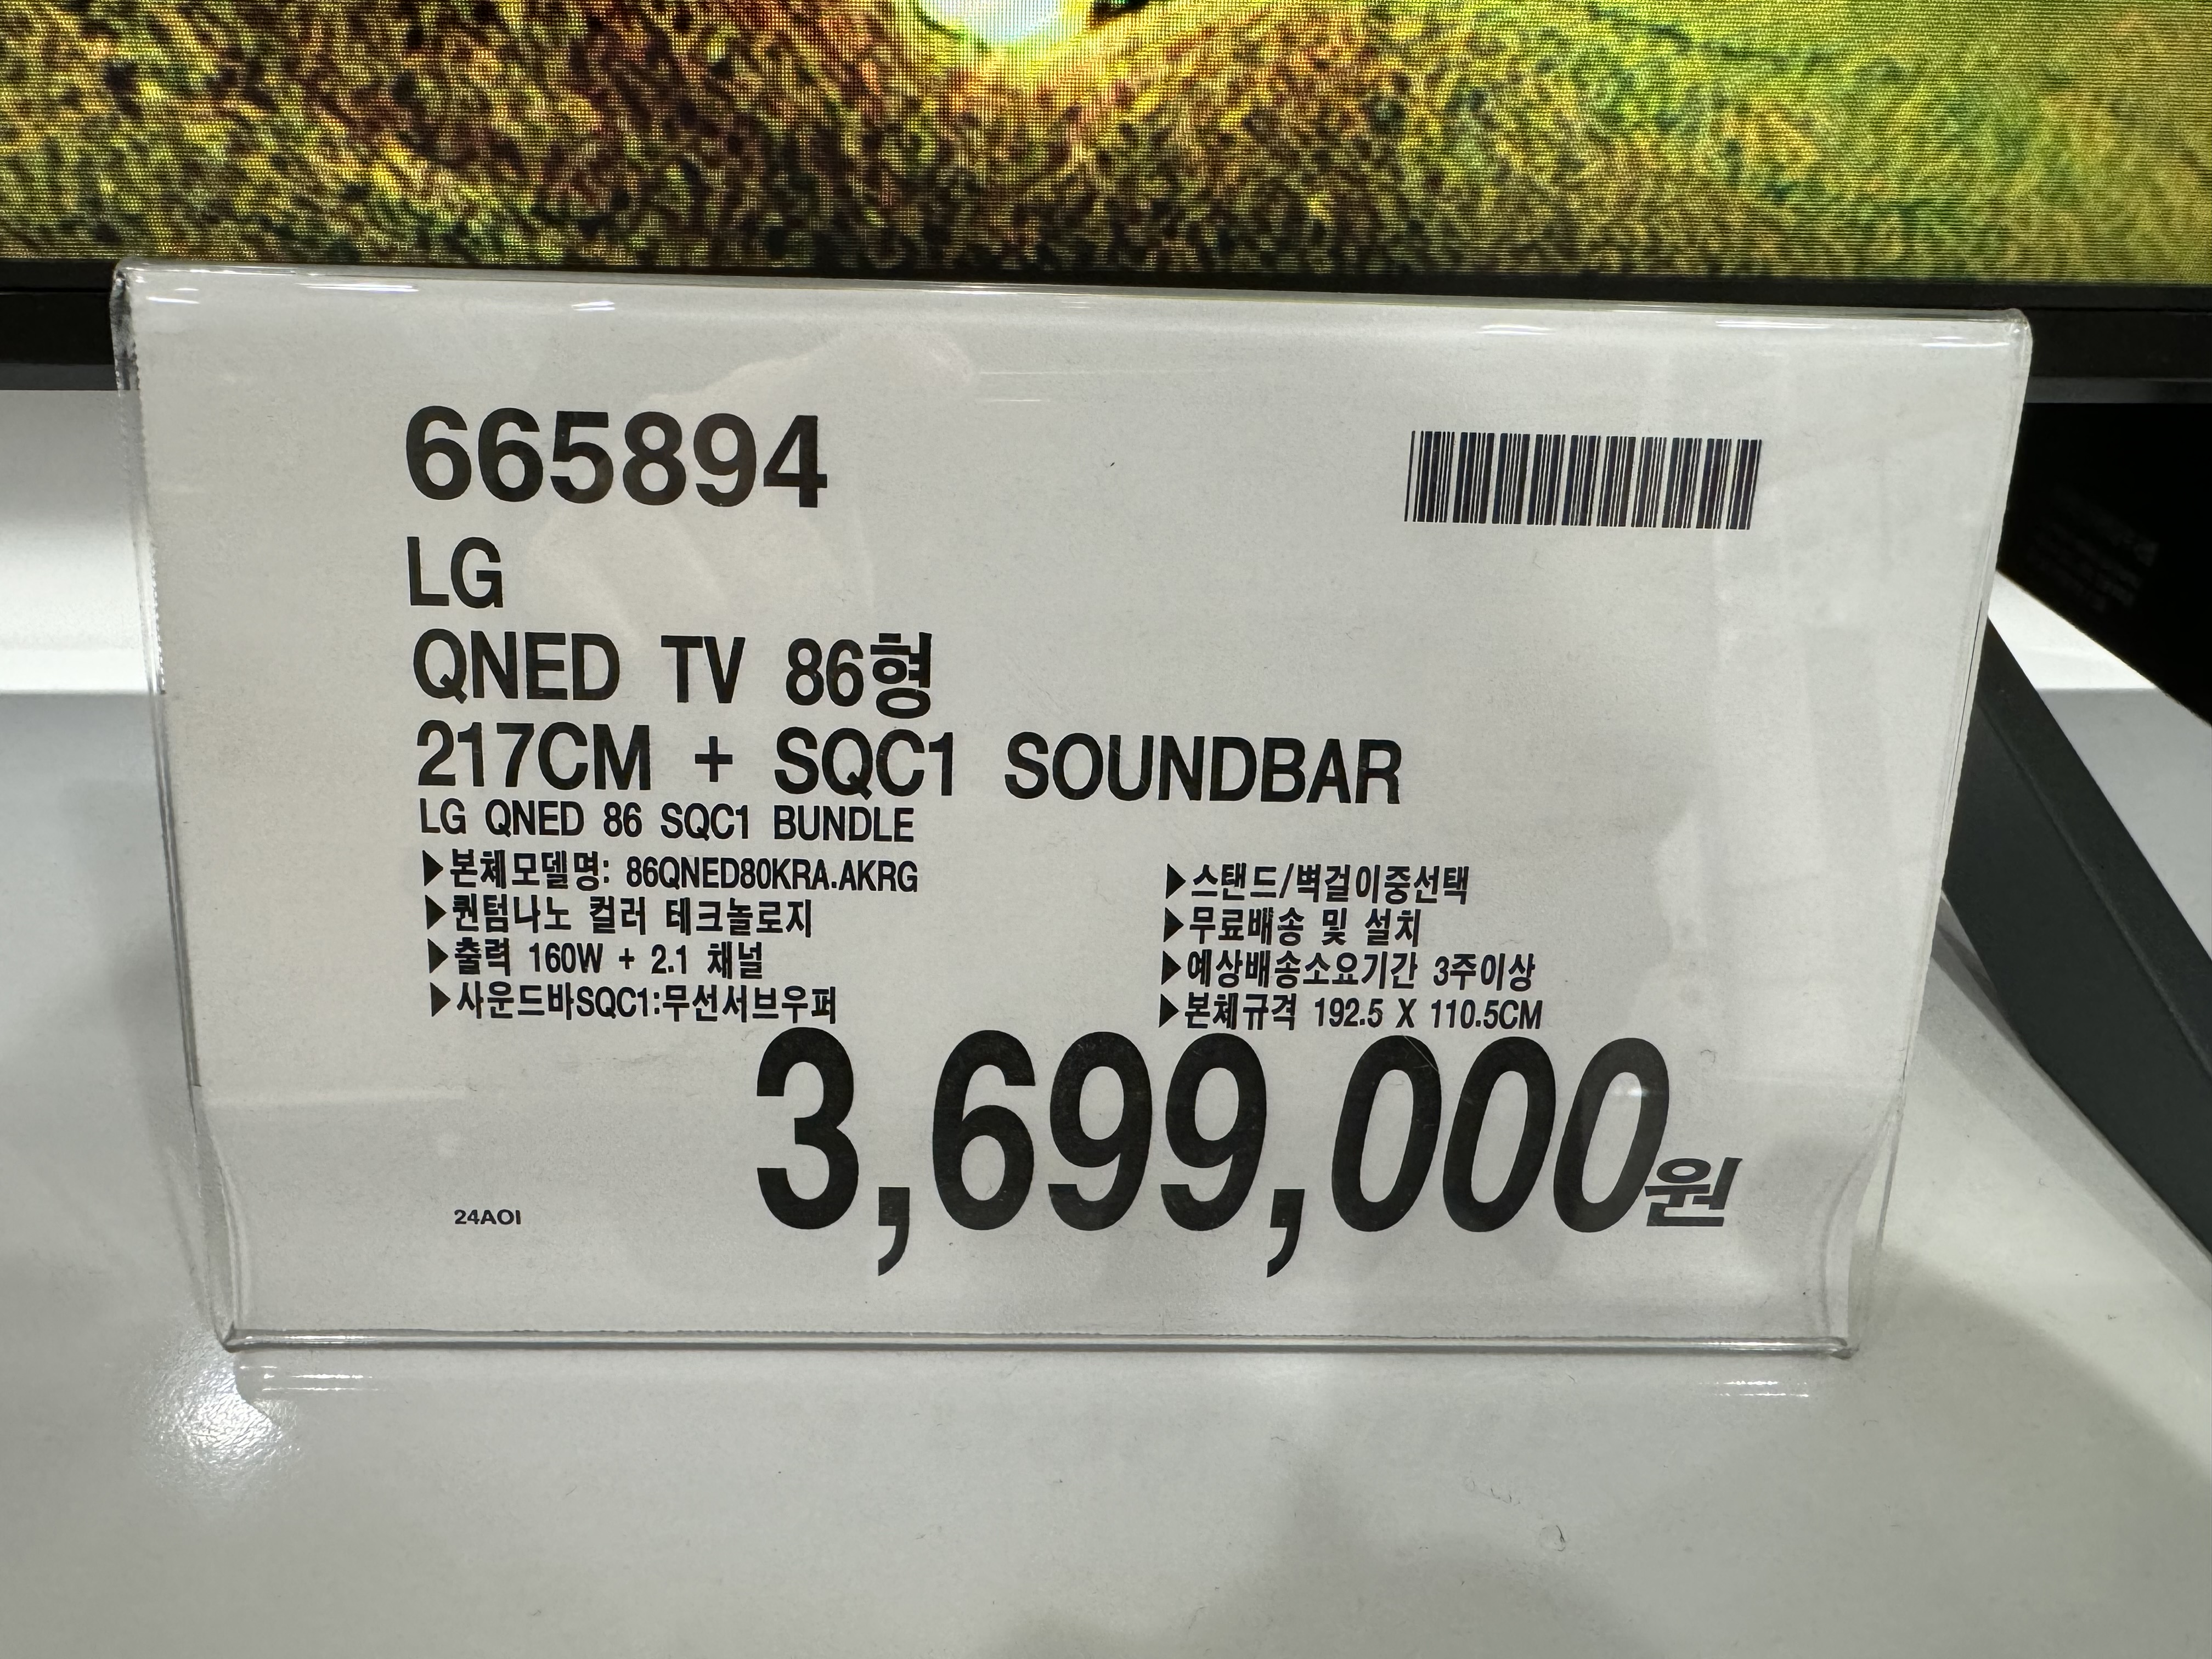 665894
LG
QNED TV 86형
217CM + SQC1 SOUNDBAR
LG QNED 86 SQC1 BUNDLE
▶본체모델명: 86QNED80KRA.AKRG
▶퀀텀나노 컬러 테크놀로지
▶출력 160W + 2.1 채널
▶사운드바SQC1:무선서브우퍼
▶스탠드/벽걸이중선택
▶무료배송 및 설치
▶예상배송소요기간 3주이상
▶본체규격 192.5 X 110.5CM
3,699,000원
24AOI